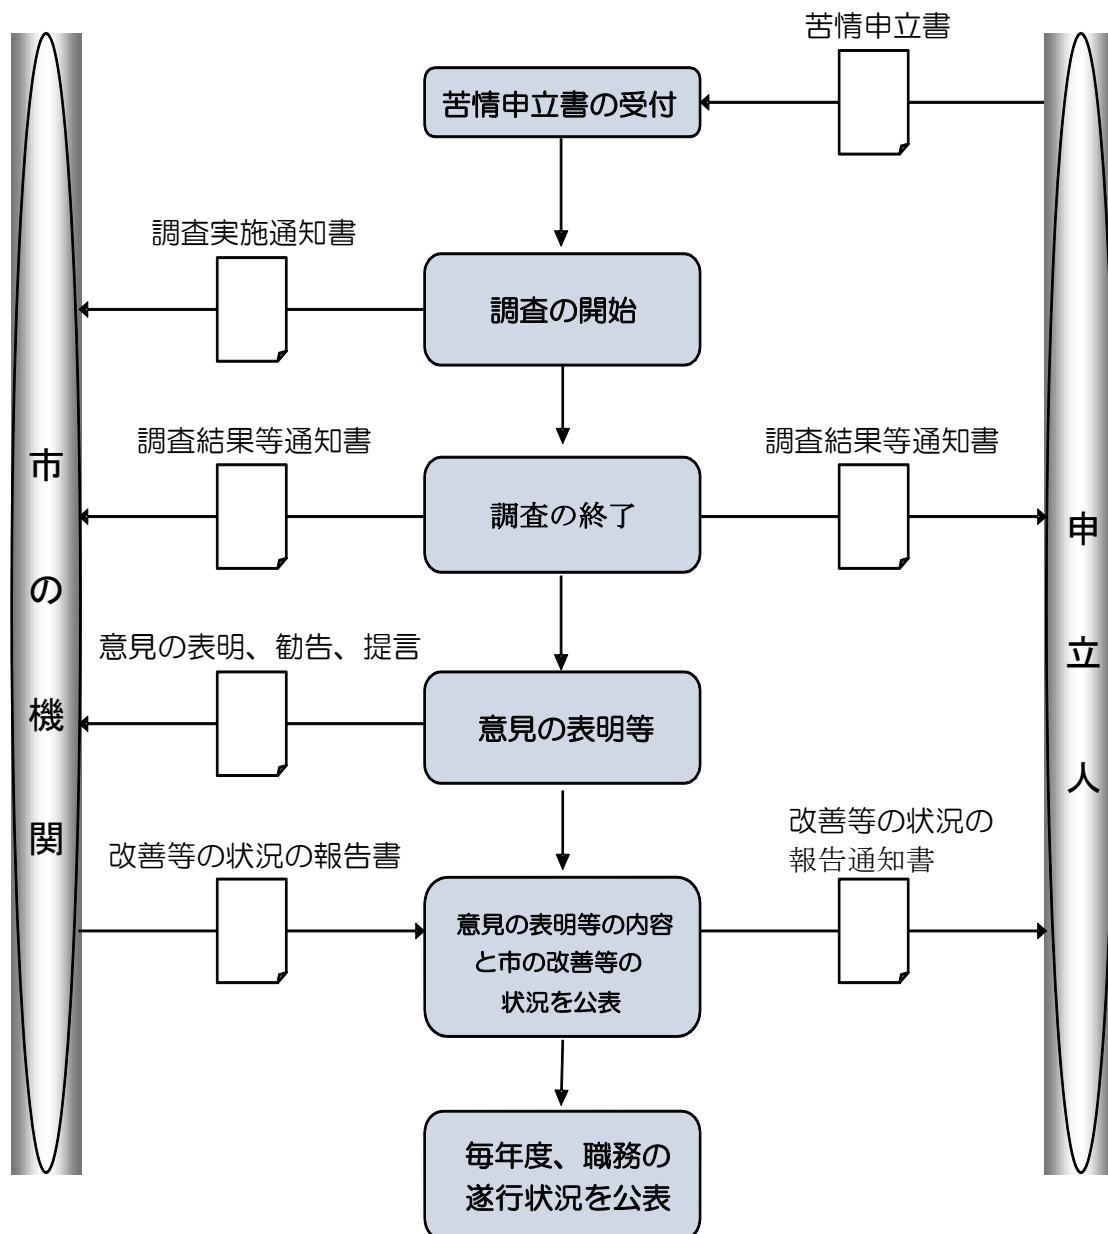 苦情申立書
苦情申立書の受付
調査実施通知書
調査の開始
調査結果等通知書
調査結果等通知書
調査の終了
市の機関
申立人
意見の表明、勧告、提言
意見の表明等
改善等の状況の報告書
改善等の状況の
報告通知書
意見の表明等の内容
と市の改善等の
状況を公表
毎年度、職務の
遂行状況を公表